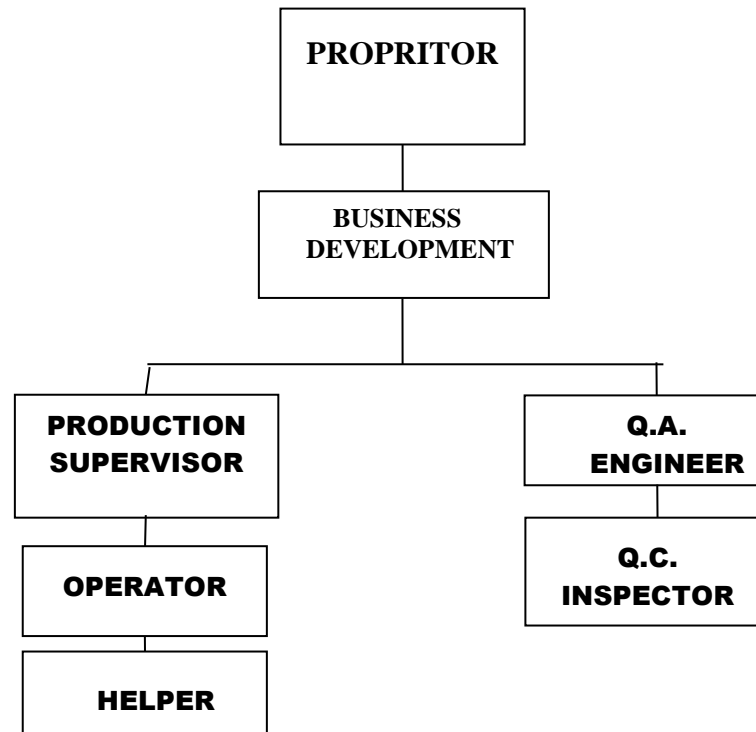 PROPRITOR
BUSINESS
DEVELOPMENT
PRODUCTION
SUPERVISOR
OPERATOR
HELPER
Q.A.
ENGINEER
Q.C.
INSPECTOR